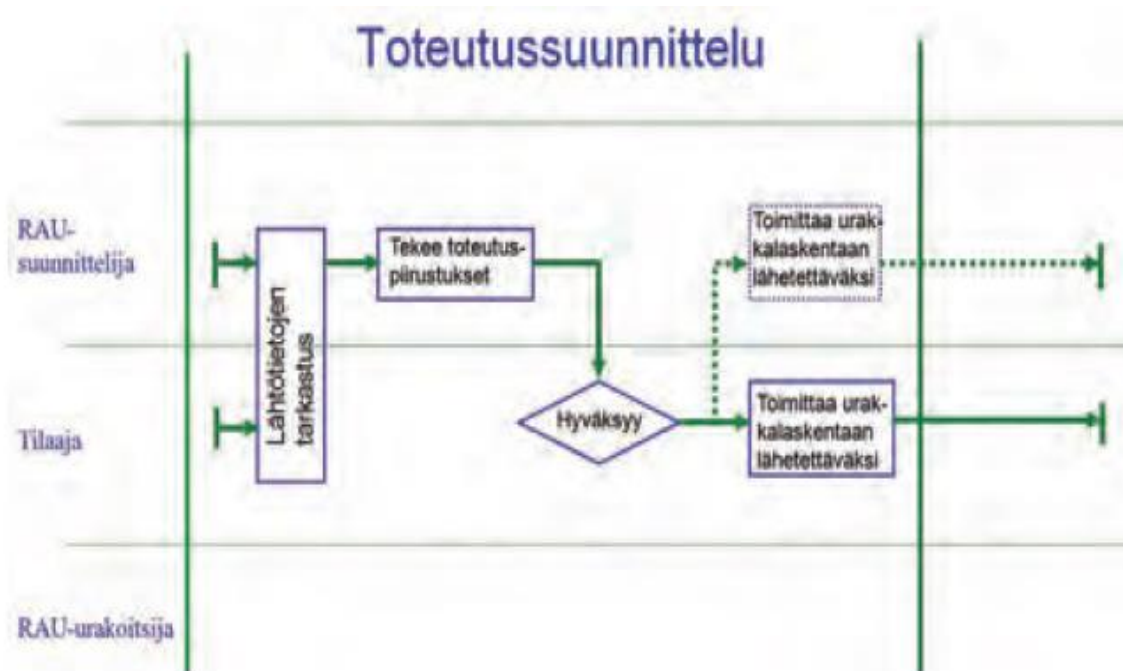 Toteutussuunnittelu
RAU-
suunnittelija
Lähtötietojen
tarkastus
Tekee toteutus-
piirustukset
Toimittaa urak-
kalaskentaan
lähetettäväksi
Tilaaja
Hyväksyy
Toimittaa urak-
kalaskentaan
lähetettäväksi
RAU-urakoitsija